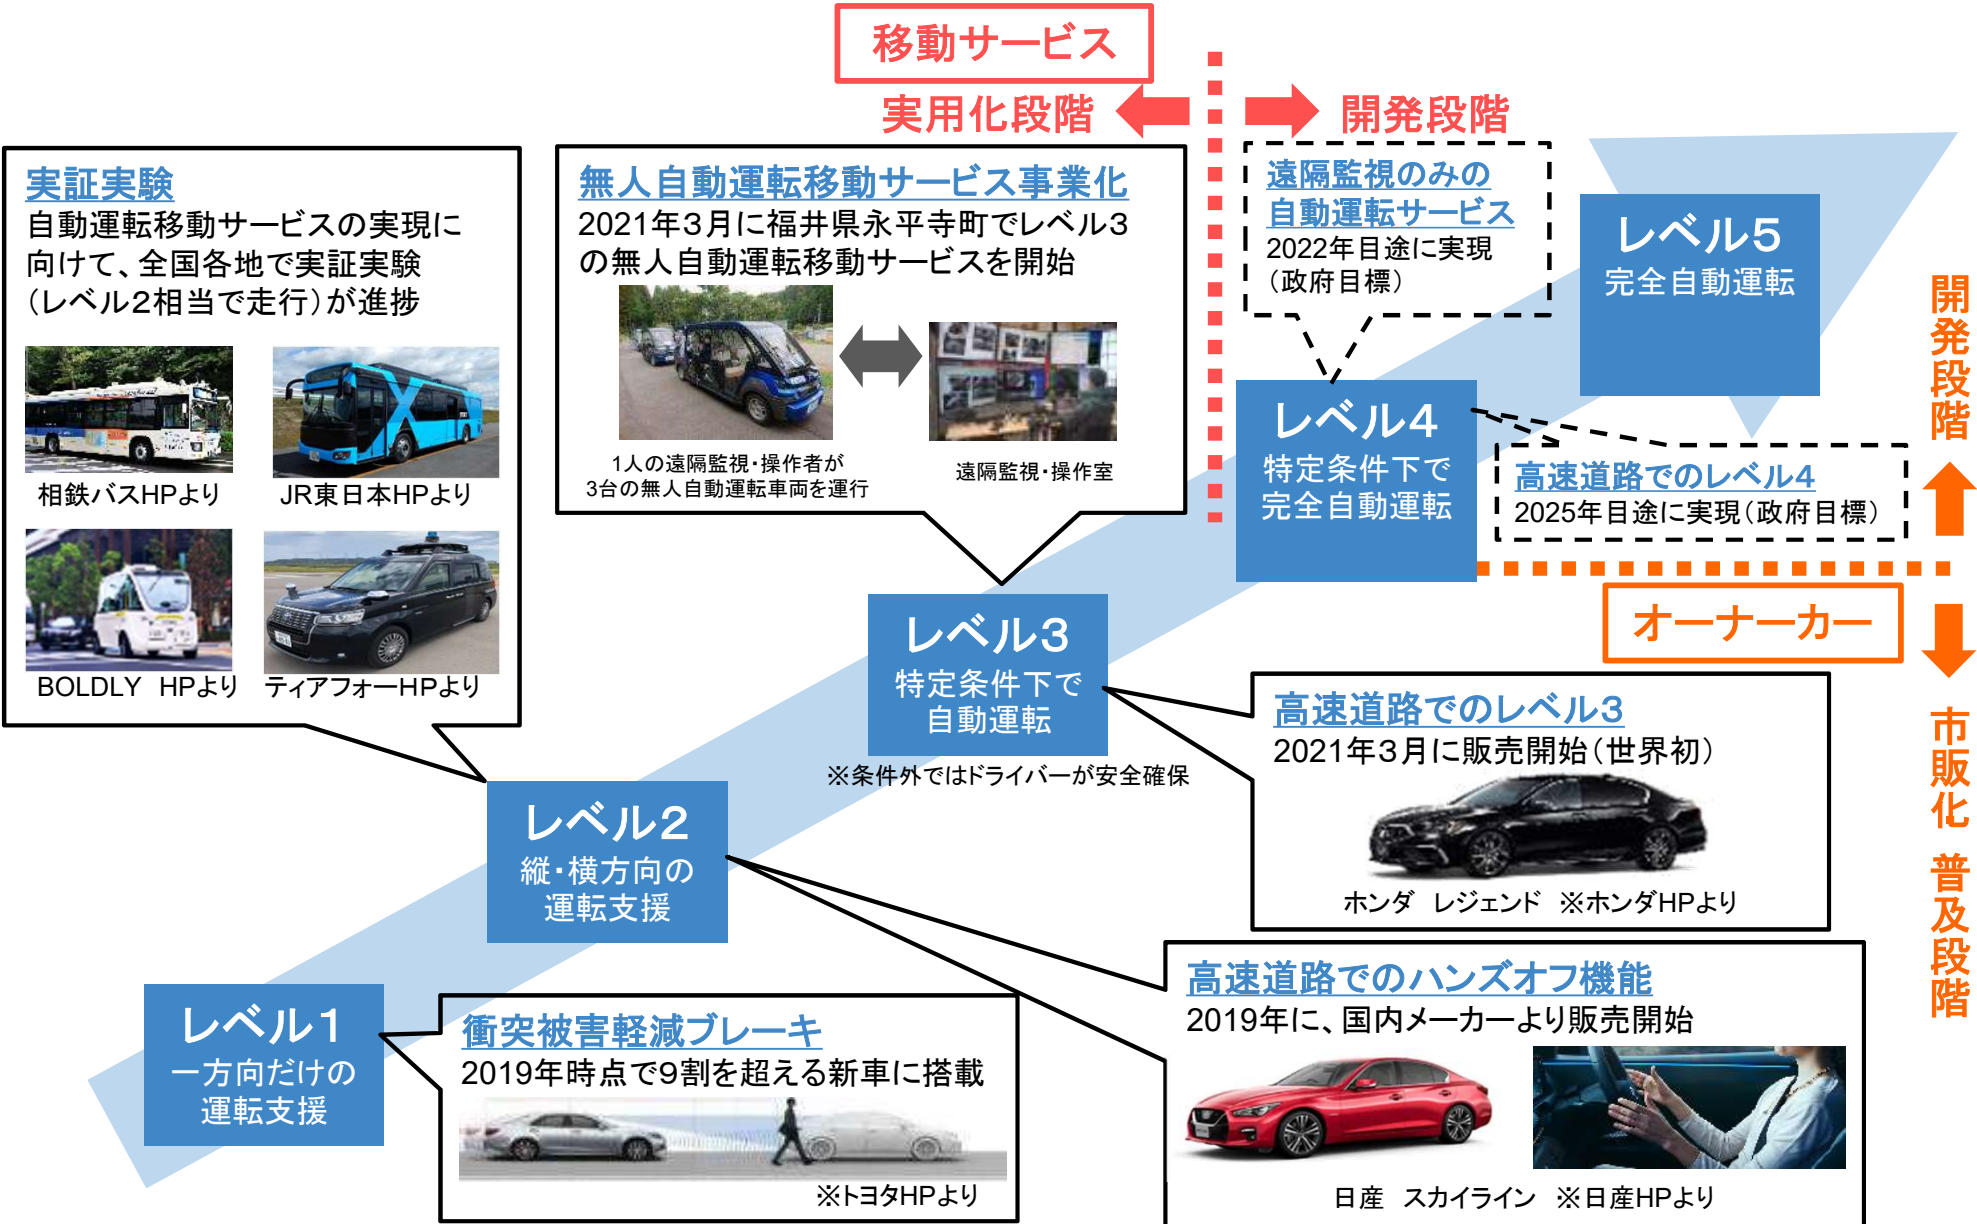 移動サービス
実用化段階
開発段階
実証実験
自動運転移動サービスの実現に
向けて、全国各地で実証実験
(レベル2相当で走行)が進捗
相鉄バスHPより
JR東日本HPより
BOLDLY　HPより
ティアフォーHPより
無人自動運転移動サービス事業化
2021年3月に福井県永平寺町でレベル3
の無人自動運転移動サービスを開始
1人の遠隔監視・操作者が
3台の無人自動運転車両を運行
遠隔監視・操作室
遠隔監視のみの
自動運転サービス
2022年目途に実現
(政府目標)
レベル5
完全自動運転
開発段階
レベル4
特定条件下で
完全自動運転
高速道路でのレベル4
2025年目途に実現(政府目標)
オーナーカー
市販化 普及段階
レベル3
特定条件下で
自動運転
※条件外ではドライバーが安全確保
高速道路でのレベル3
2021年3月に販売開始(世界初)
ホンダ　レジェンド　※ホンダHPより
レベル2
縦・横方向の
運転支援
高速道路でのハンズオフ機能
2019年に、国内メーカーより販売開始
日産　スカイライン　※日産HPより
レベル1
一方向だけの
運転支援
衝突被害軽減ブレーキ
2019年時点で9割を超える新車に搭載
※トヨタHPより